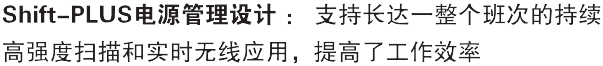 Shift-PLUS电源管理设计： 支持长达一整个班次的持续
高强度扫描和实时无线应用，提高了工作效率